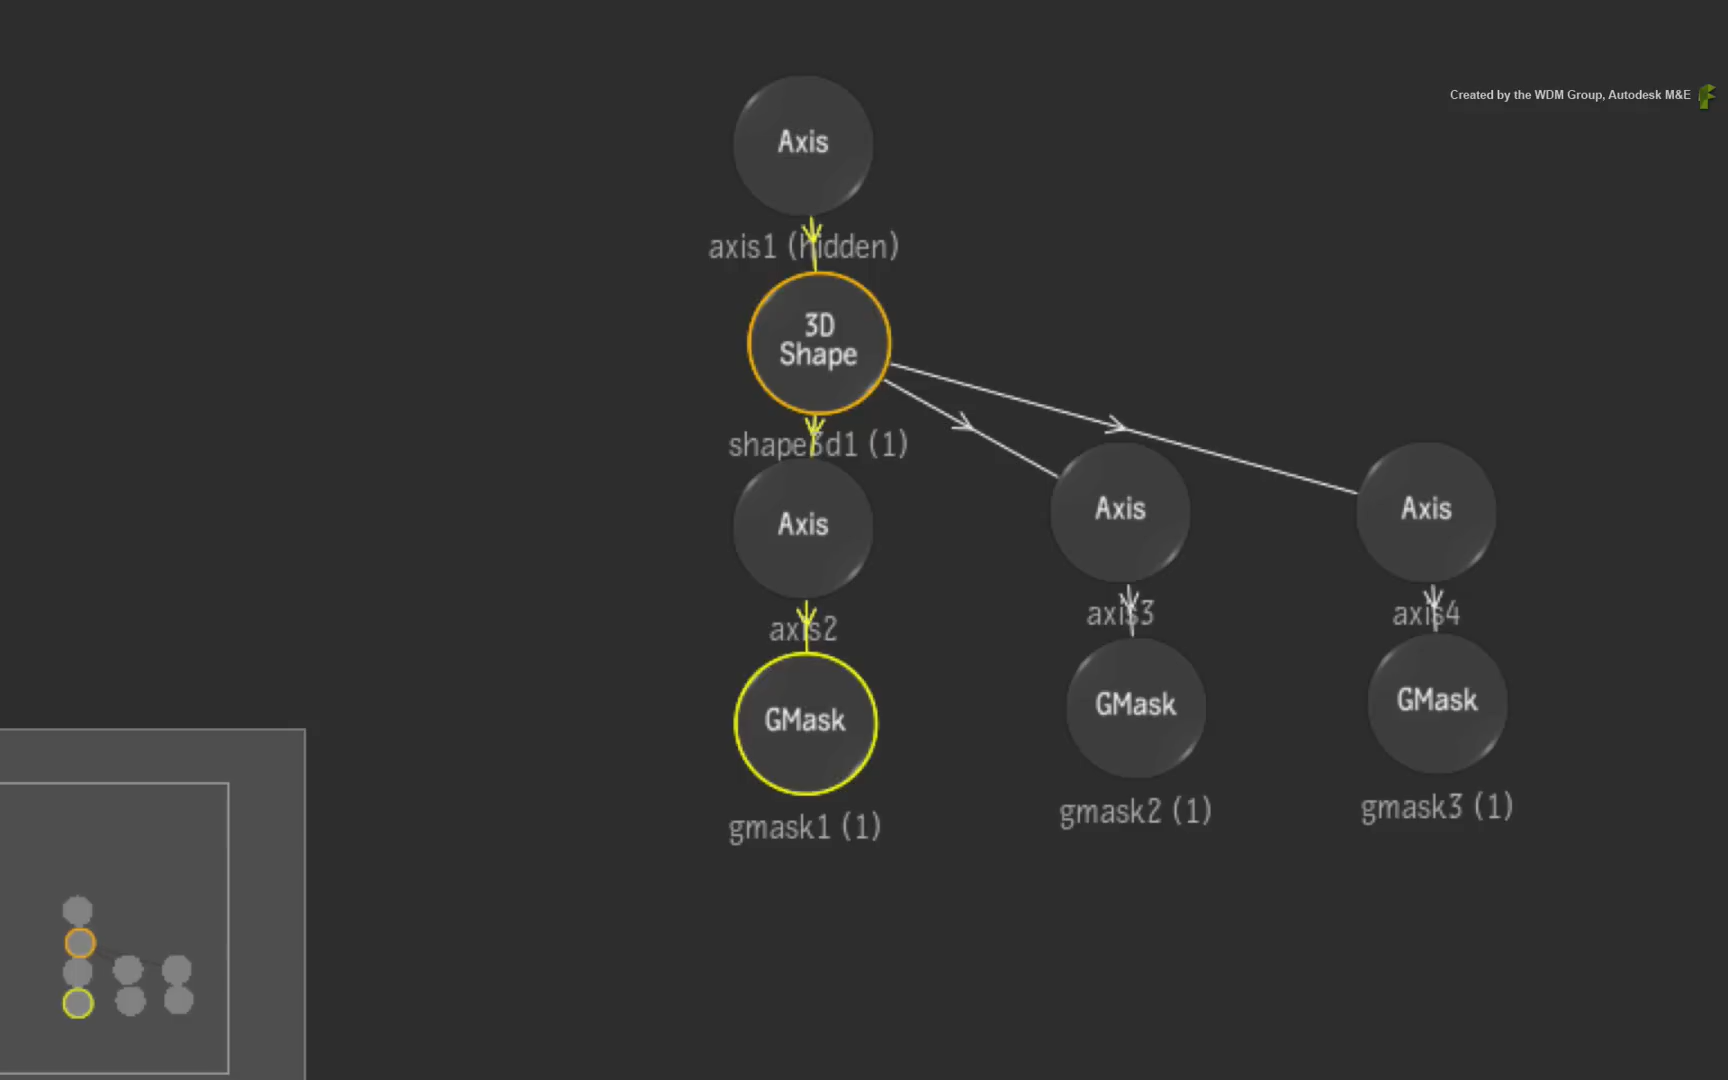 Created by the WDM Group, Autodesk M&E
Axis
axis1 (hidden)
3D
Shape
shape3d1 (1)
Axis
Axis
Axis
axis2
axis3
axis4
GMask
GMask
GMask
gmask1 (1)
gmask2 (1)
gmask3 (1)